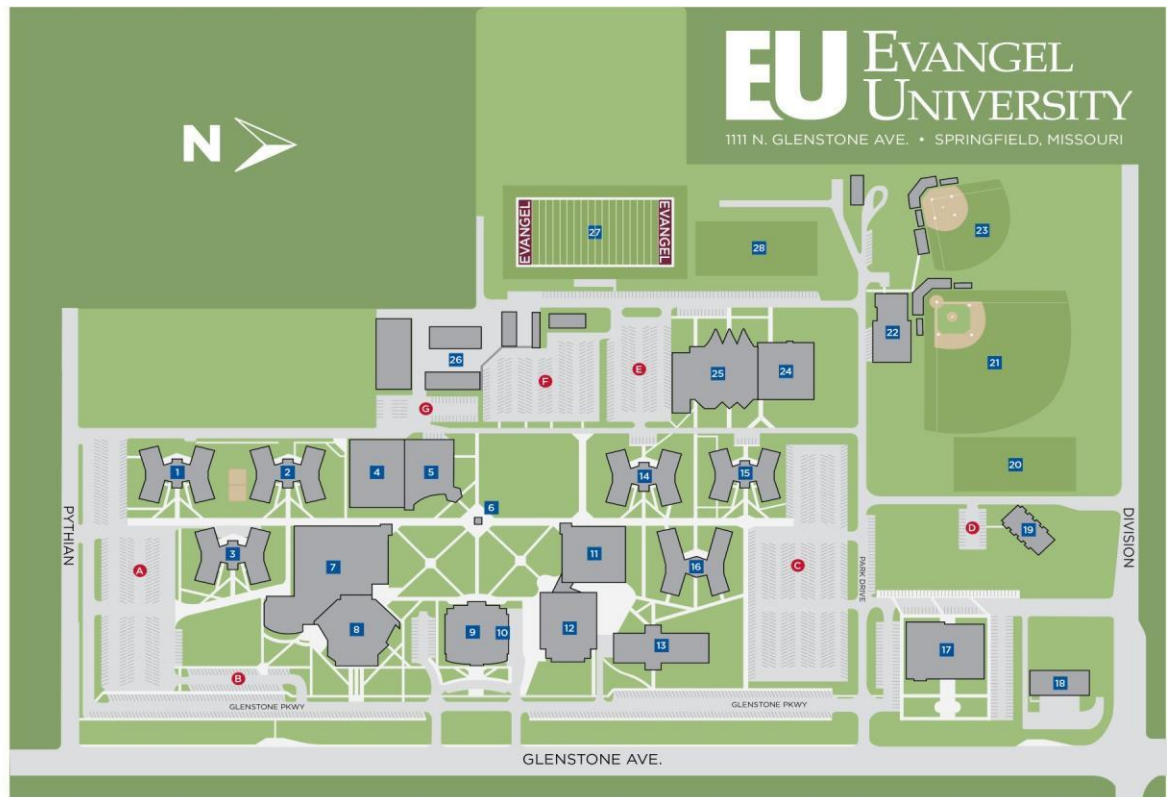 EU EVANGEL
UNIVERSITY
1111 N. GLENSTONE AVE. • SPRINGFIELD, MISSOURI
N
EVANGEL
27
EVANGEL
28
23
22
21
26
F
E
25
24
G
1
2
4
5
14
15
20
6
PYTHIAN
A
3
7
11
16
C
PARK DRIVE
D
19
DIVISION
8
9
10
12
13
17
B
18
GLENSTONE PKWY
GLENSTONE PKWY
GLENSTONE AVE.